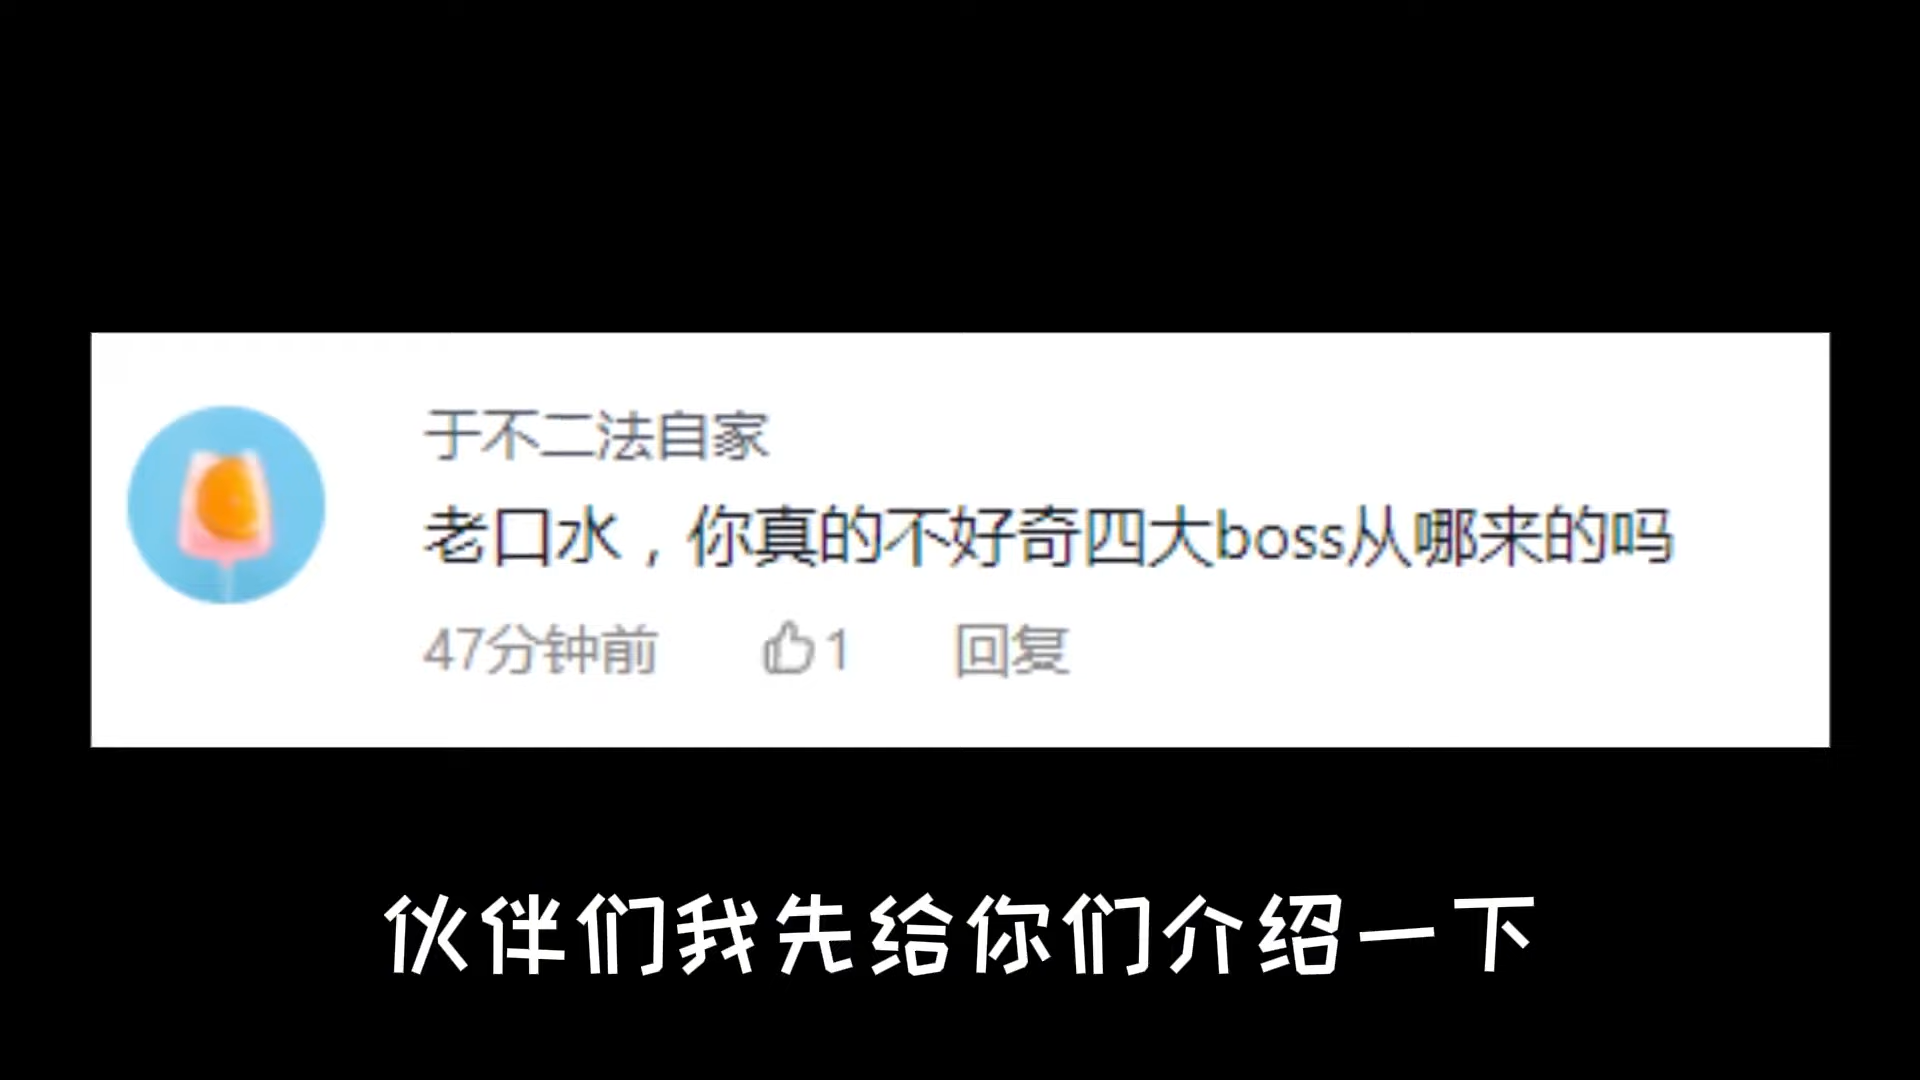 于不二法自家
老口水，你真的不好奇四大boss从哪来的吗
47分钟前 1 回复
伙伴们我先给你们介绍一下